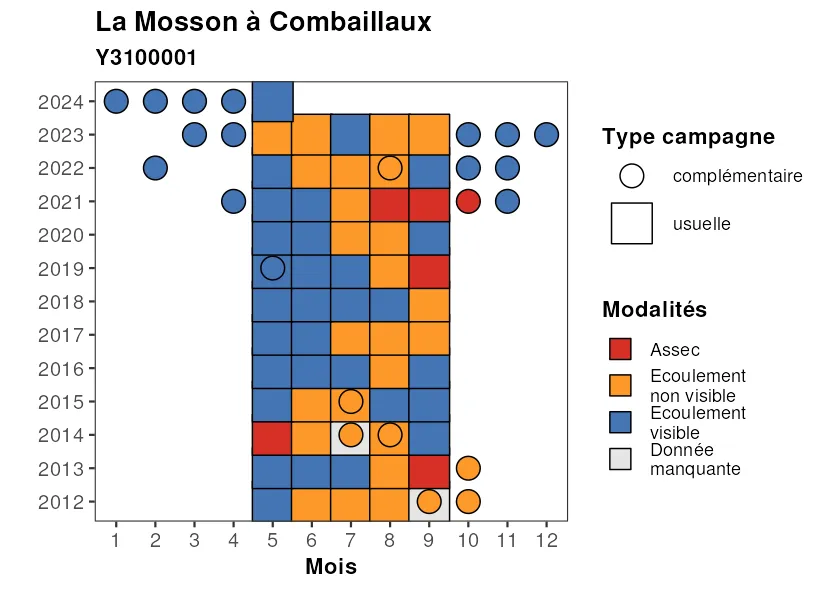 La Mosson à Combaillaux
Y3100001
2024
2023
2022
2021
2020
2019
2018
2017
2016
2015
2014
2013
2012
1 2 3 4 5 6 7 8 9 10 11 12
Mois
Type campagne
complémentaire
usuelle
Modalités
Assec
Ecoulement
non visible
Ecoulement
visible
Donnée
manquante